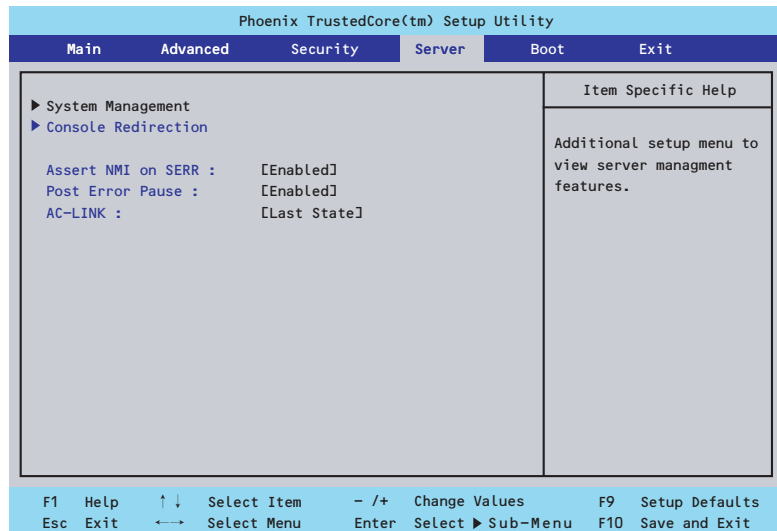 Phoenix TrustedCore(tm) Setup Utility
Main Advanced Security Server Boot Exit
▶ System Management
▶ Console Redirection
Assert NMI on SERR : [Enabled]
Post Error Pause : [Enabled]
AC-LINK : [Last State]
Item Specific Help
Additional setup menu to
view server managment
features.
F1 Help ↑↓ Select Item - /+ Change Values F9 Setup Defaults
Esc Exit ←→ Select Menu Enter Select ▶ Sub-Menu F10 Save and Exit